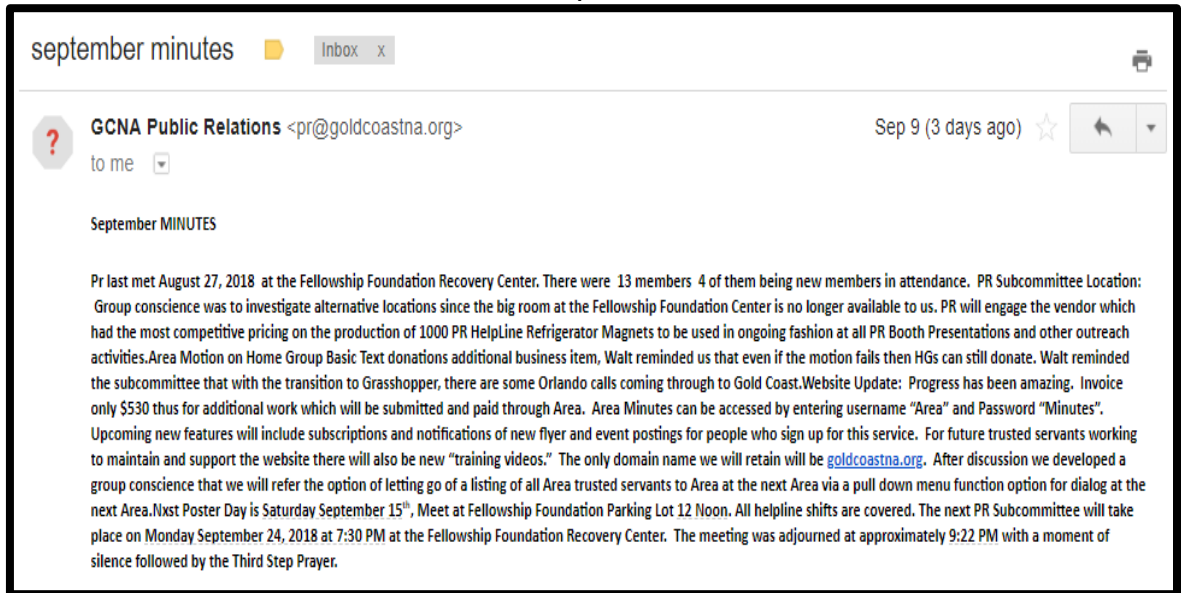 september minutes Inbox x
?
GCNA Public Relations <pr@goldcoastna.org> Sep 9 (3 days ago)
to me
September MINUTES
Pr last met August 27, 2018 at the Fellowship Foundation Recovery Center. There were 13 members 4 of them being new members in attendance. PR Subcommittee Location:
Group conscience was to investigate alternative locations since the big room at the Fellowship Foundation Center is no longer available to us. PR will engage the vendor which
had the most competitive pricing on the production of 1000 PR HelpLine Refrigerator Magnets to be used in ongoing fashion at all PR Booth Presentations and other outreach
activities.Area Motion on Home Group Basic Text donations additional business item, Walt reminded us that even if the motion fails then HGs can still donate. Walt reminded
the subcommittee that with the transition to Grasshopper, there are some Orlando calls coming through to Gold Coast.Website Update: Progress has been amazing. Invoice
only $530 thus for additional work which will be submitted and paid through Area. Area Minutes can be accessed by entering username “Area” and Password “Minutes”.
Upcoming new features will include subscriptions and notifications of new flyer and event postings for people who sign up for this service. For future trusted servants working
to maintain and support the website there will also be new “training videos.” The only domain name we will retain will be goldcoastna.org. After discussion we developed a
group conscience that we will refer the option of letting go of a listing of all Area trusted servants to Area at the next Area via a pull down menu function option for dialog at the
next Area.Nxst Poster Day is Saturday September 15th, Meet at Fellowship Foundation Parking Lot 12 Noon. All helpline shifts are covered. The next PR Subcommittee will take
place on Monday September 24, 2018 at 7:30 PM at the Fellowship Foundation Recovery Center. The meeting was adjourned at approximately 9:22 PM with a moment of
silence followed by the Third Step Prayer.